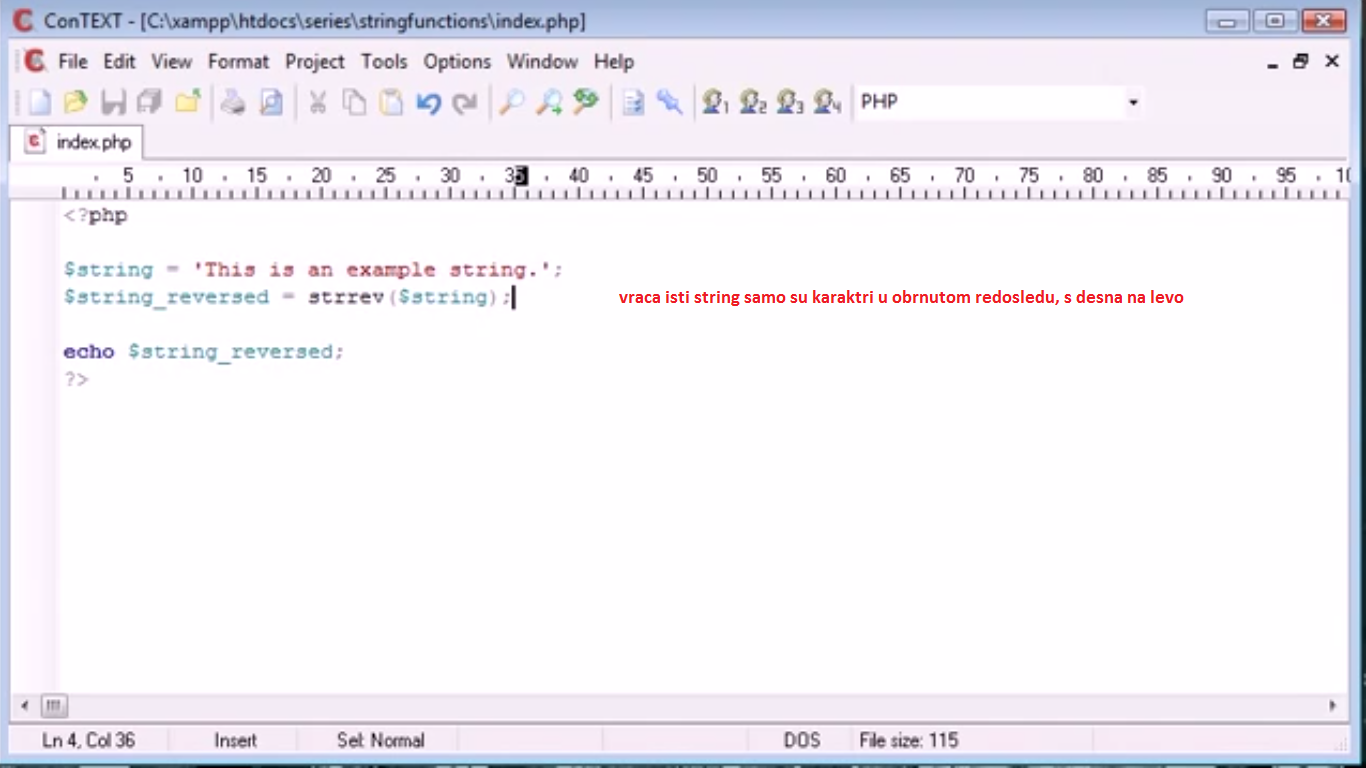 ConTEXT - [C:\xampp\htdocs\series\stringfunctions\index.php]
File Edit View Format Project Tools Options Window Help
PHP
index.php
5 10 15 20 25 30 35 40 45 50 55 60 65 70 75 80 85 90 95 10
<?php
$string = 'This is an example string.';
$string_reversed = strrev($string); vraca isti string samo su karaktri u obrnutom redosledu, s desna na levo
echo $string_reversed;
?>
Ln 4, Col 36 Insert Sel: Normal DOS File size: 115